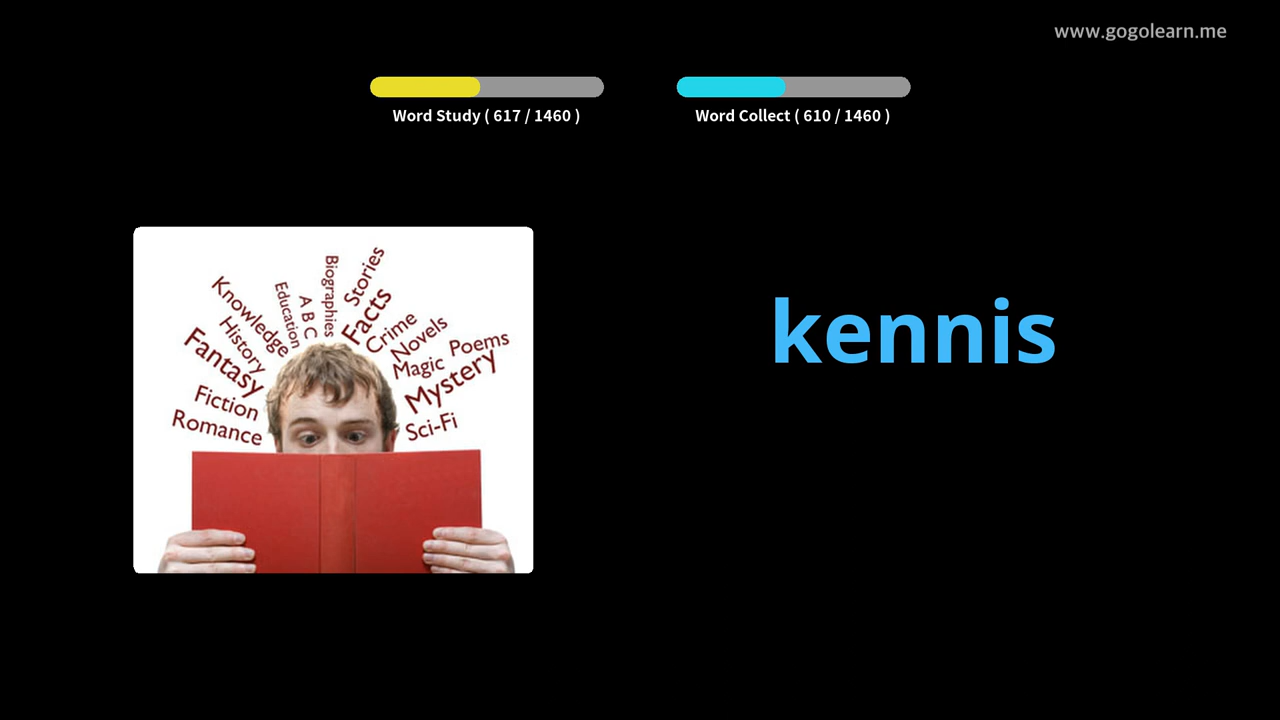 www.gogolearn.me
Word Study ( 617 / 1460 )
Word Collect ( 610 / 1460 )
Knowledge
Education
A B C
Biographies
Stories
Facts
Crime
Novels
Poems
History
Fantasy
Magic
Mystery
Fiction
Romance
Sci-Fi
kennis